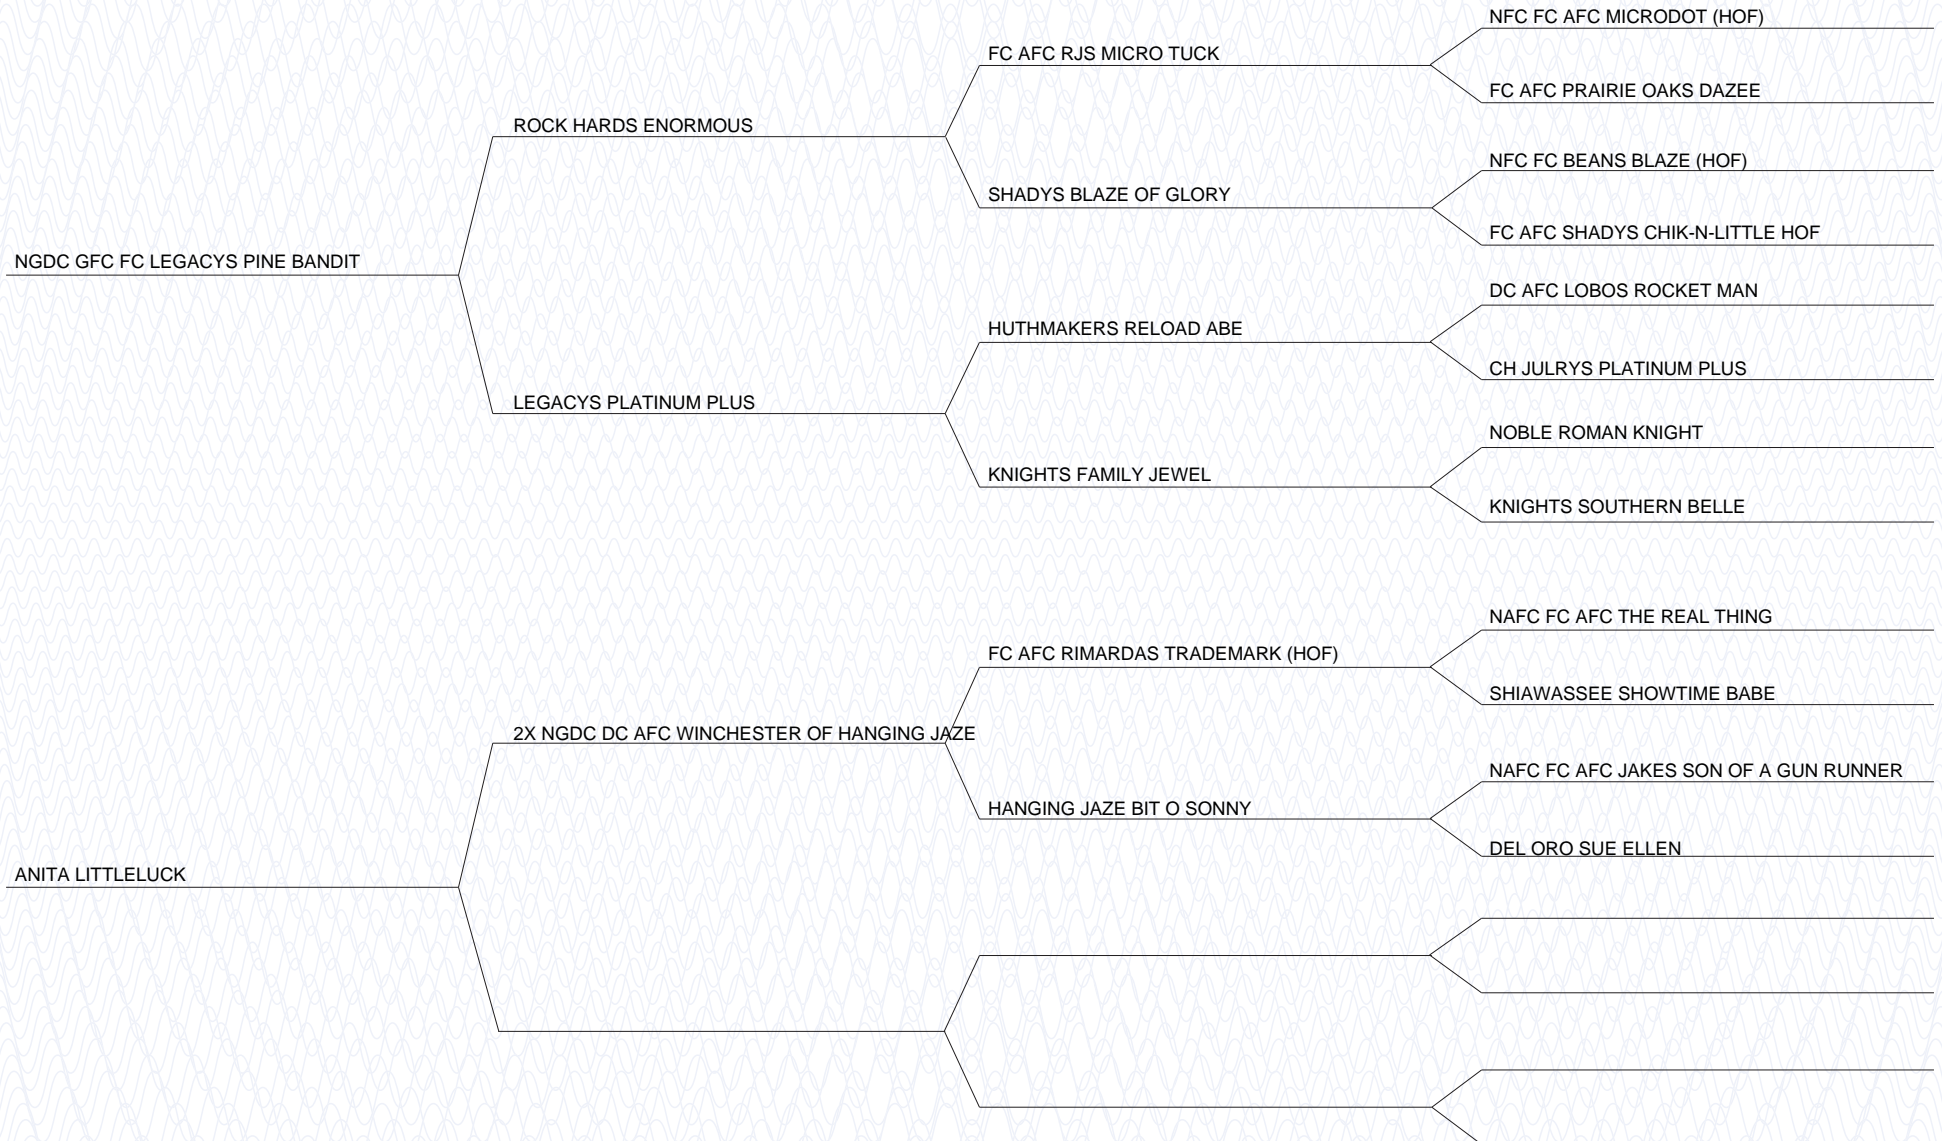 NFC FC AFC MICRODOT (HOF)
FC AFC RJS MICRO TUCK
FC AFC PRAIRIE OAKS DAZEE
ROCK HARDS ENORMOUS
NFC FC BEANS BLAZE (HOF)
SHADYS BLAZE OF GLORY
FC AFC SHADYS CHIK-N-LITTLE HOF
NGDC GFC FC LEGACYS PINE BANDIT
DC AFC LOBOS ROCKET MAN
HUTHMAKERS RELOAD ABE
CH JULRYS PLATINUM PLUS
LEGACYS PLATINUM PLUS
NOBLE ROMAN KNIGHT
KNIGHTS FAMILY JEWEL
KNIGHTS SOUTHERN BELLE
NAFC FC AFC THE REAL THING
FC AFC RIMARDAS TRADEMARK (HOF)
SHIAWASSEE SHOWTIME BABE
2X NGDC DC AFC WINCHESTER OF HANGING JAZE
NAFC FC AFC JAKES SON OF A GUN RUNNER
HANGING JAZE BIT O SONNY
DEL ORO SUE ELLEN
ANITA LITTLELUCK